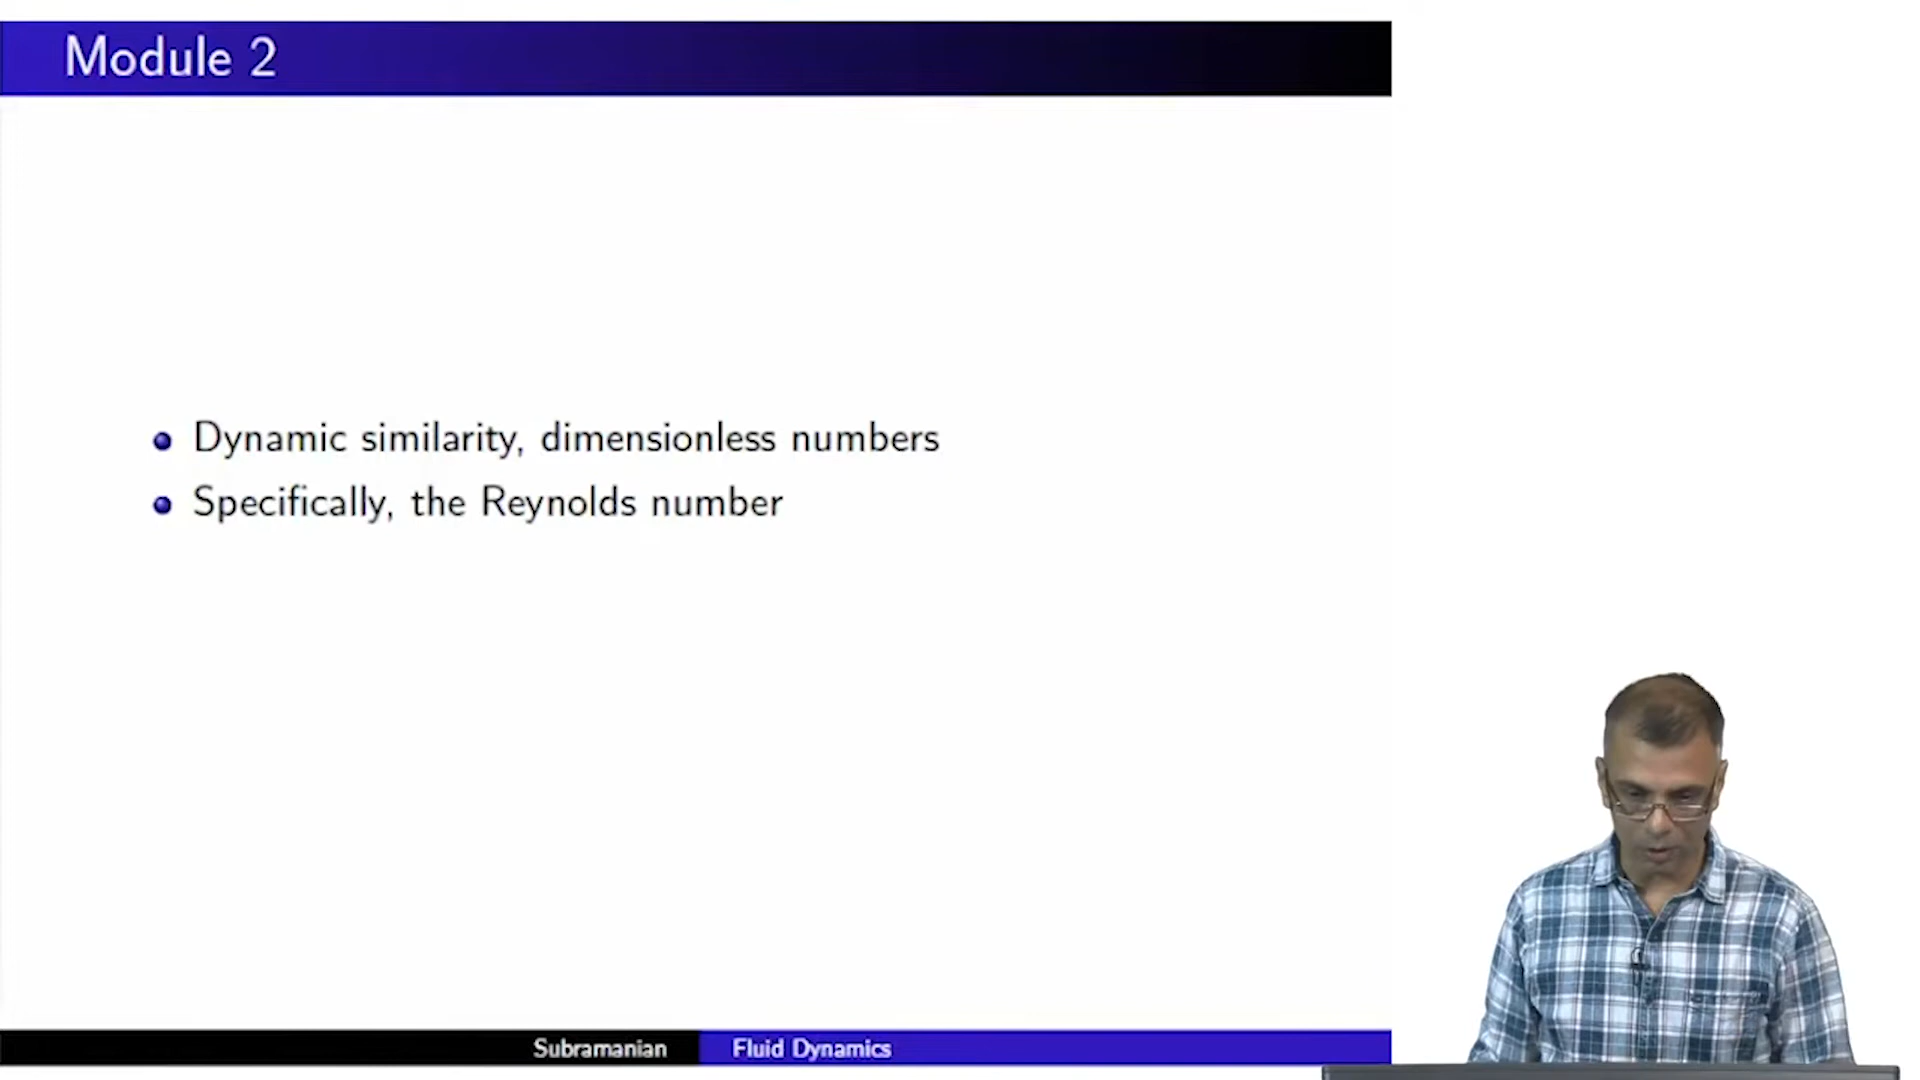 Module 2
Dynamic similarity, dimensionless numbers
Specifically, the Reynolds number
Subramanian
Fluid Dynamics